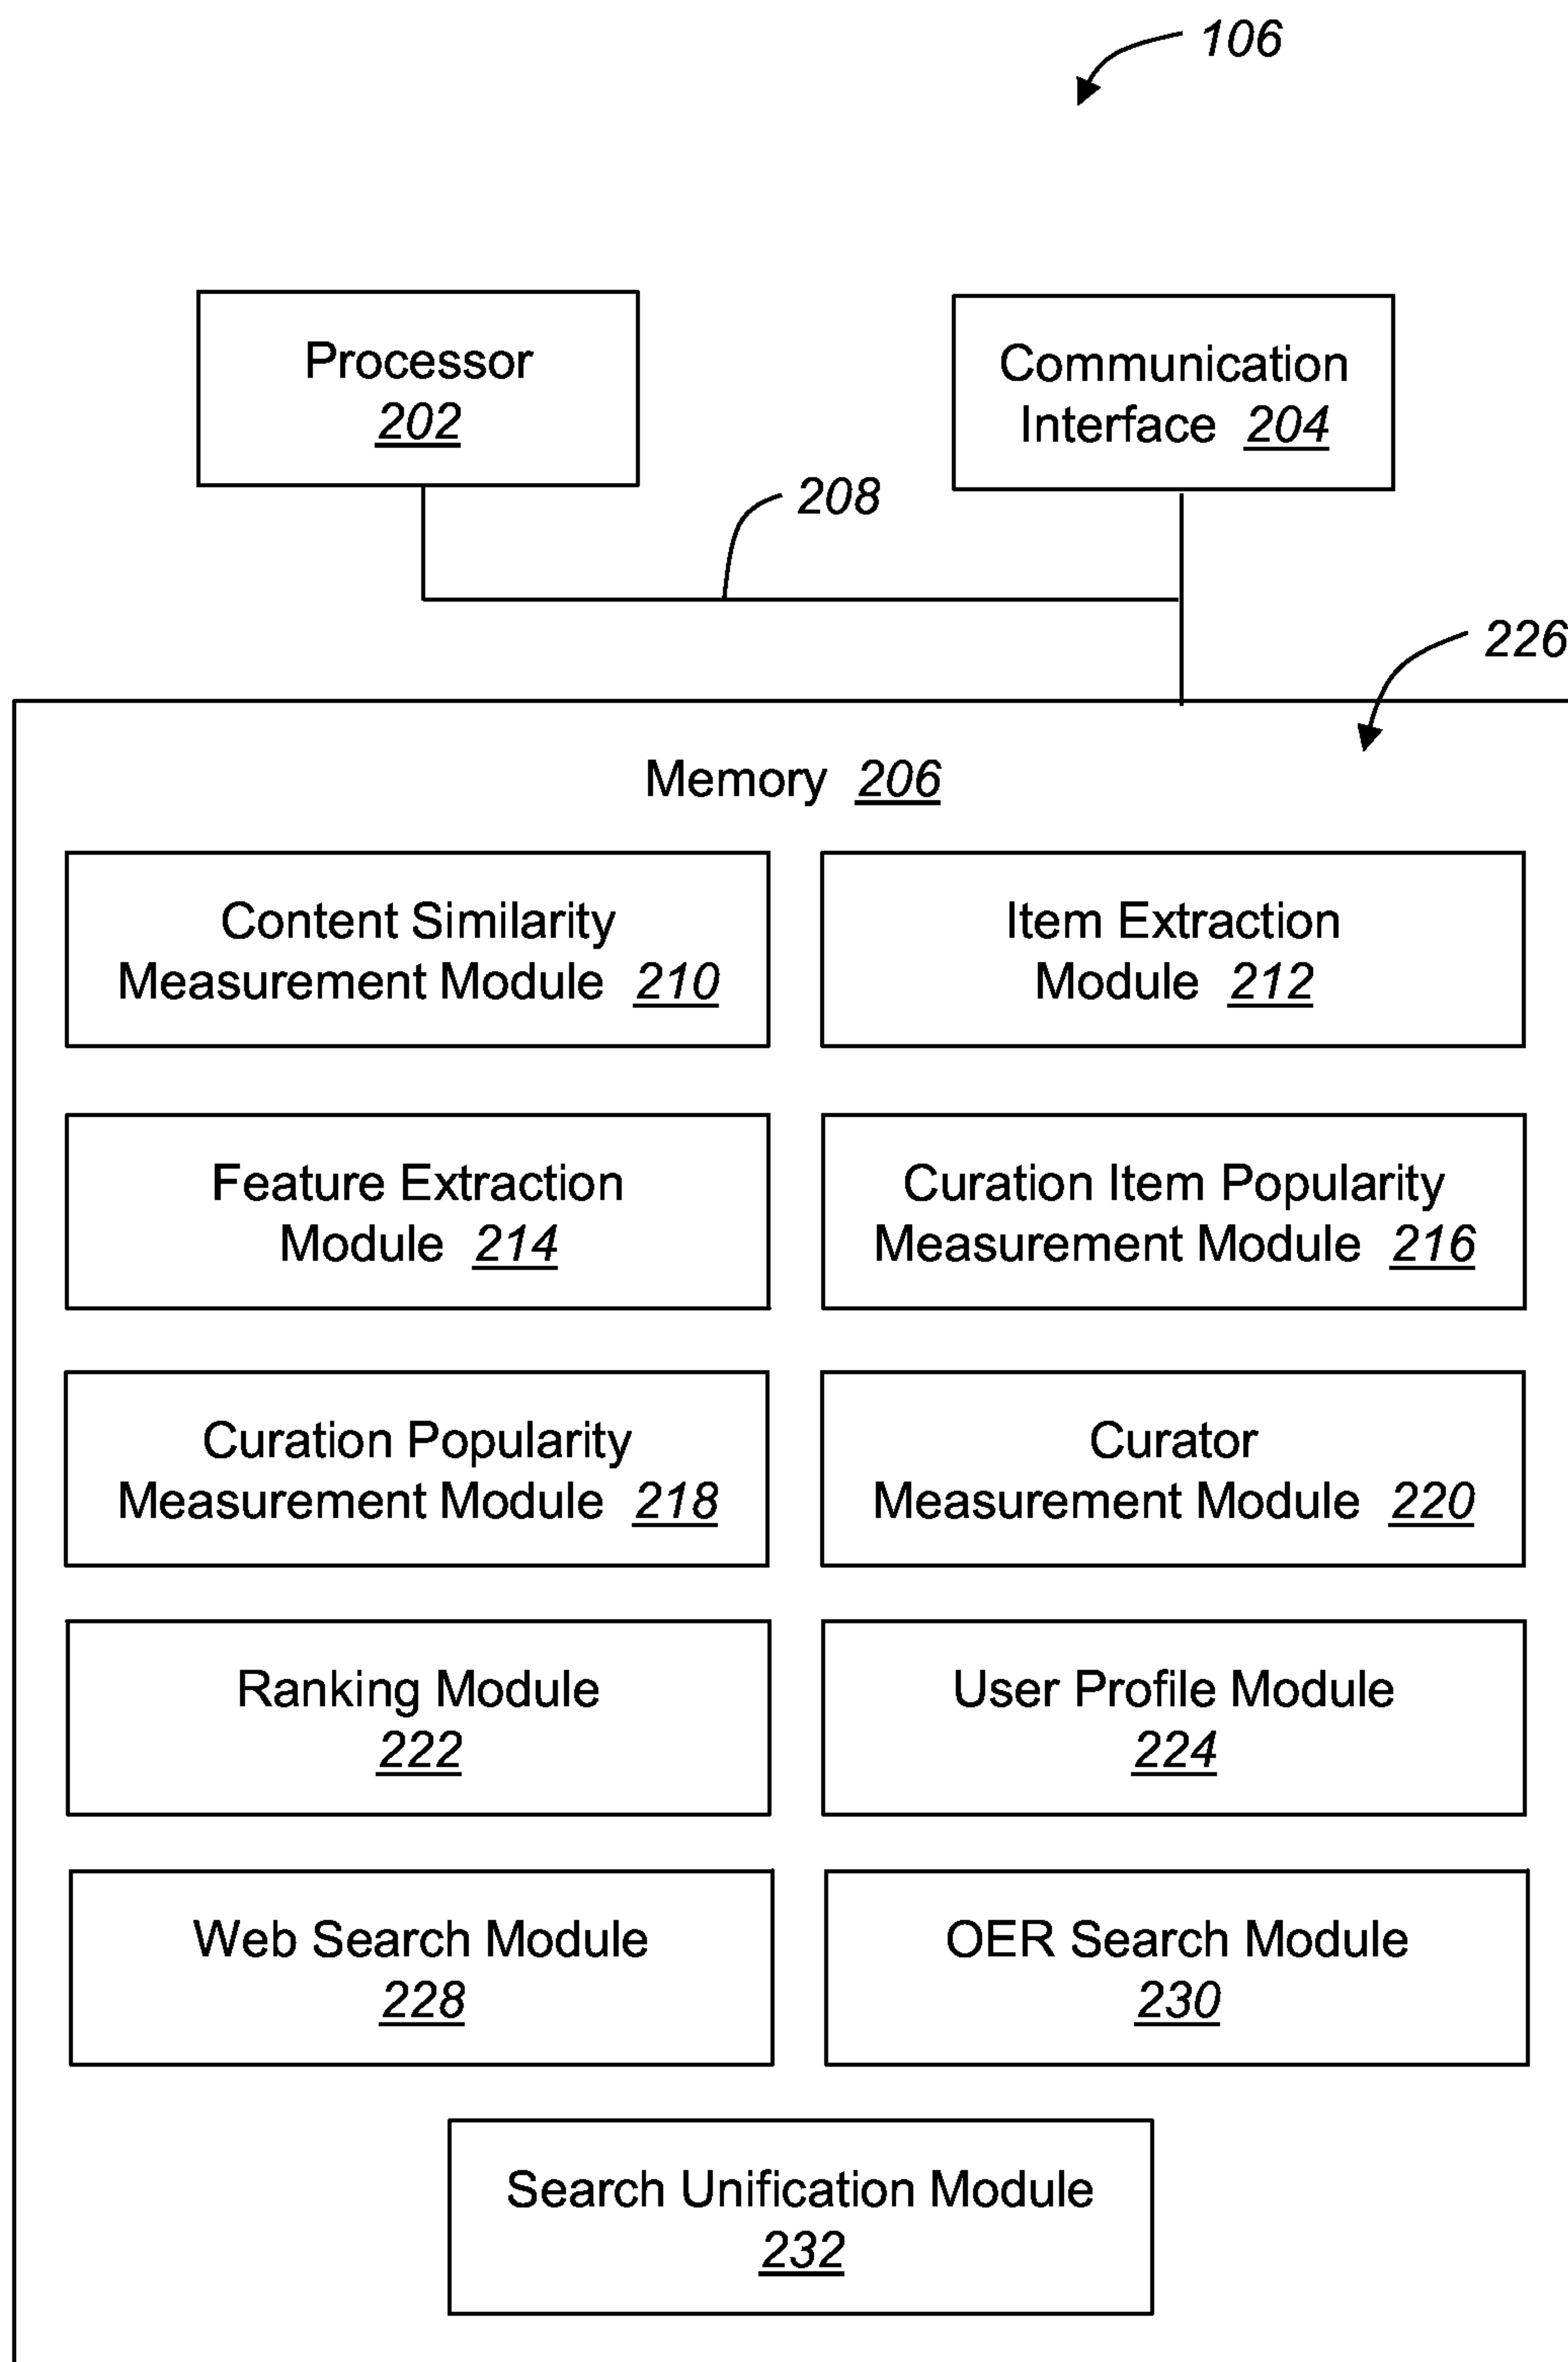 106
Processor
202
Communication
Interface 204
208
226
Memory 206
Content Similarity
Measurement Module 210
Item Extraction
Module 212
Feature Extraction
Module 214
Curation Item Popularity
Measurement Module 216
Curation Popularity
Measurement Module 218
Curator
Measurement Module 220
Ranking Module
222
User Profile Module
224
Web Search Module
228
OER Search Module
230
Search Unification Module
232